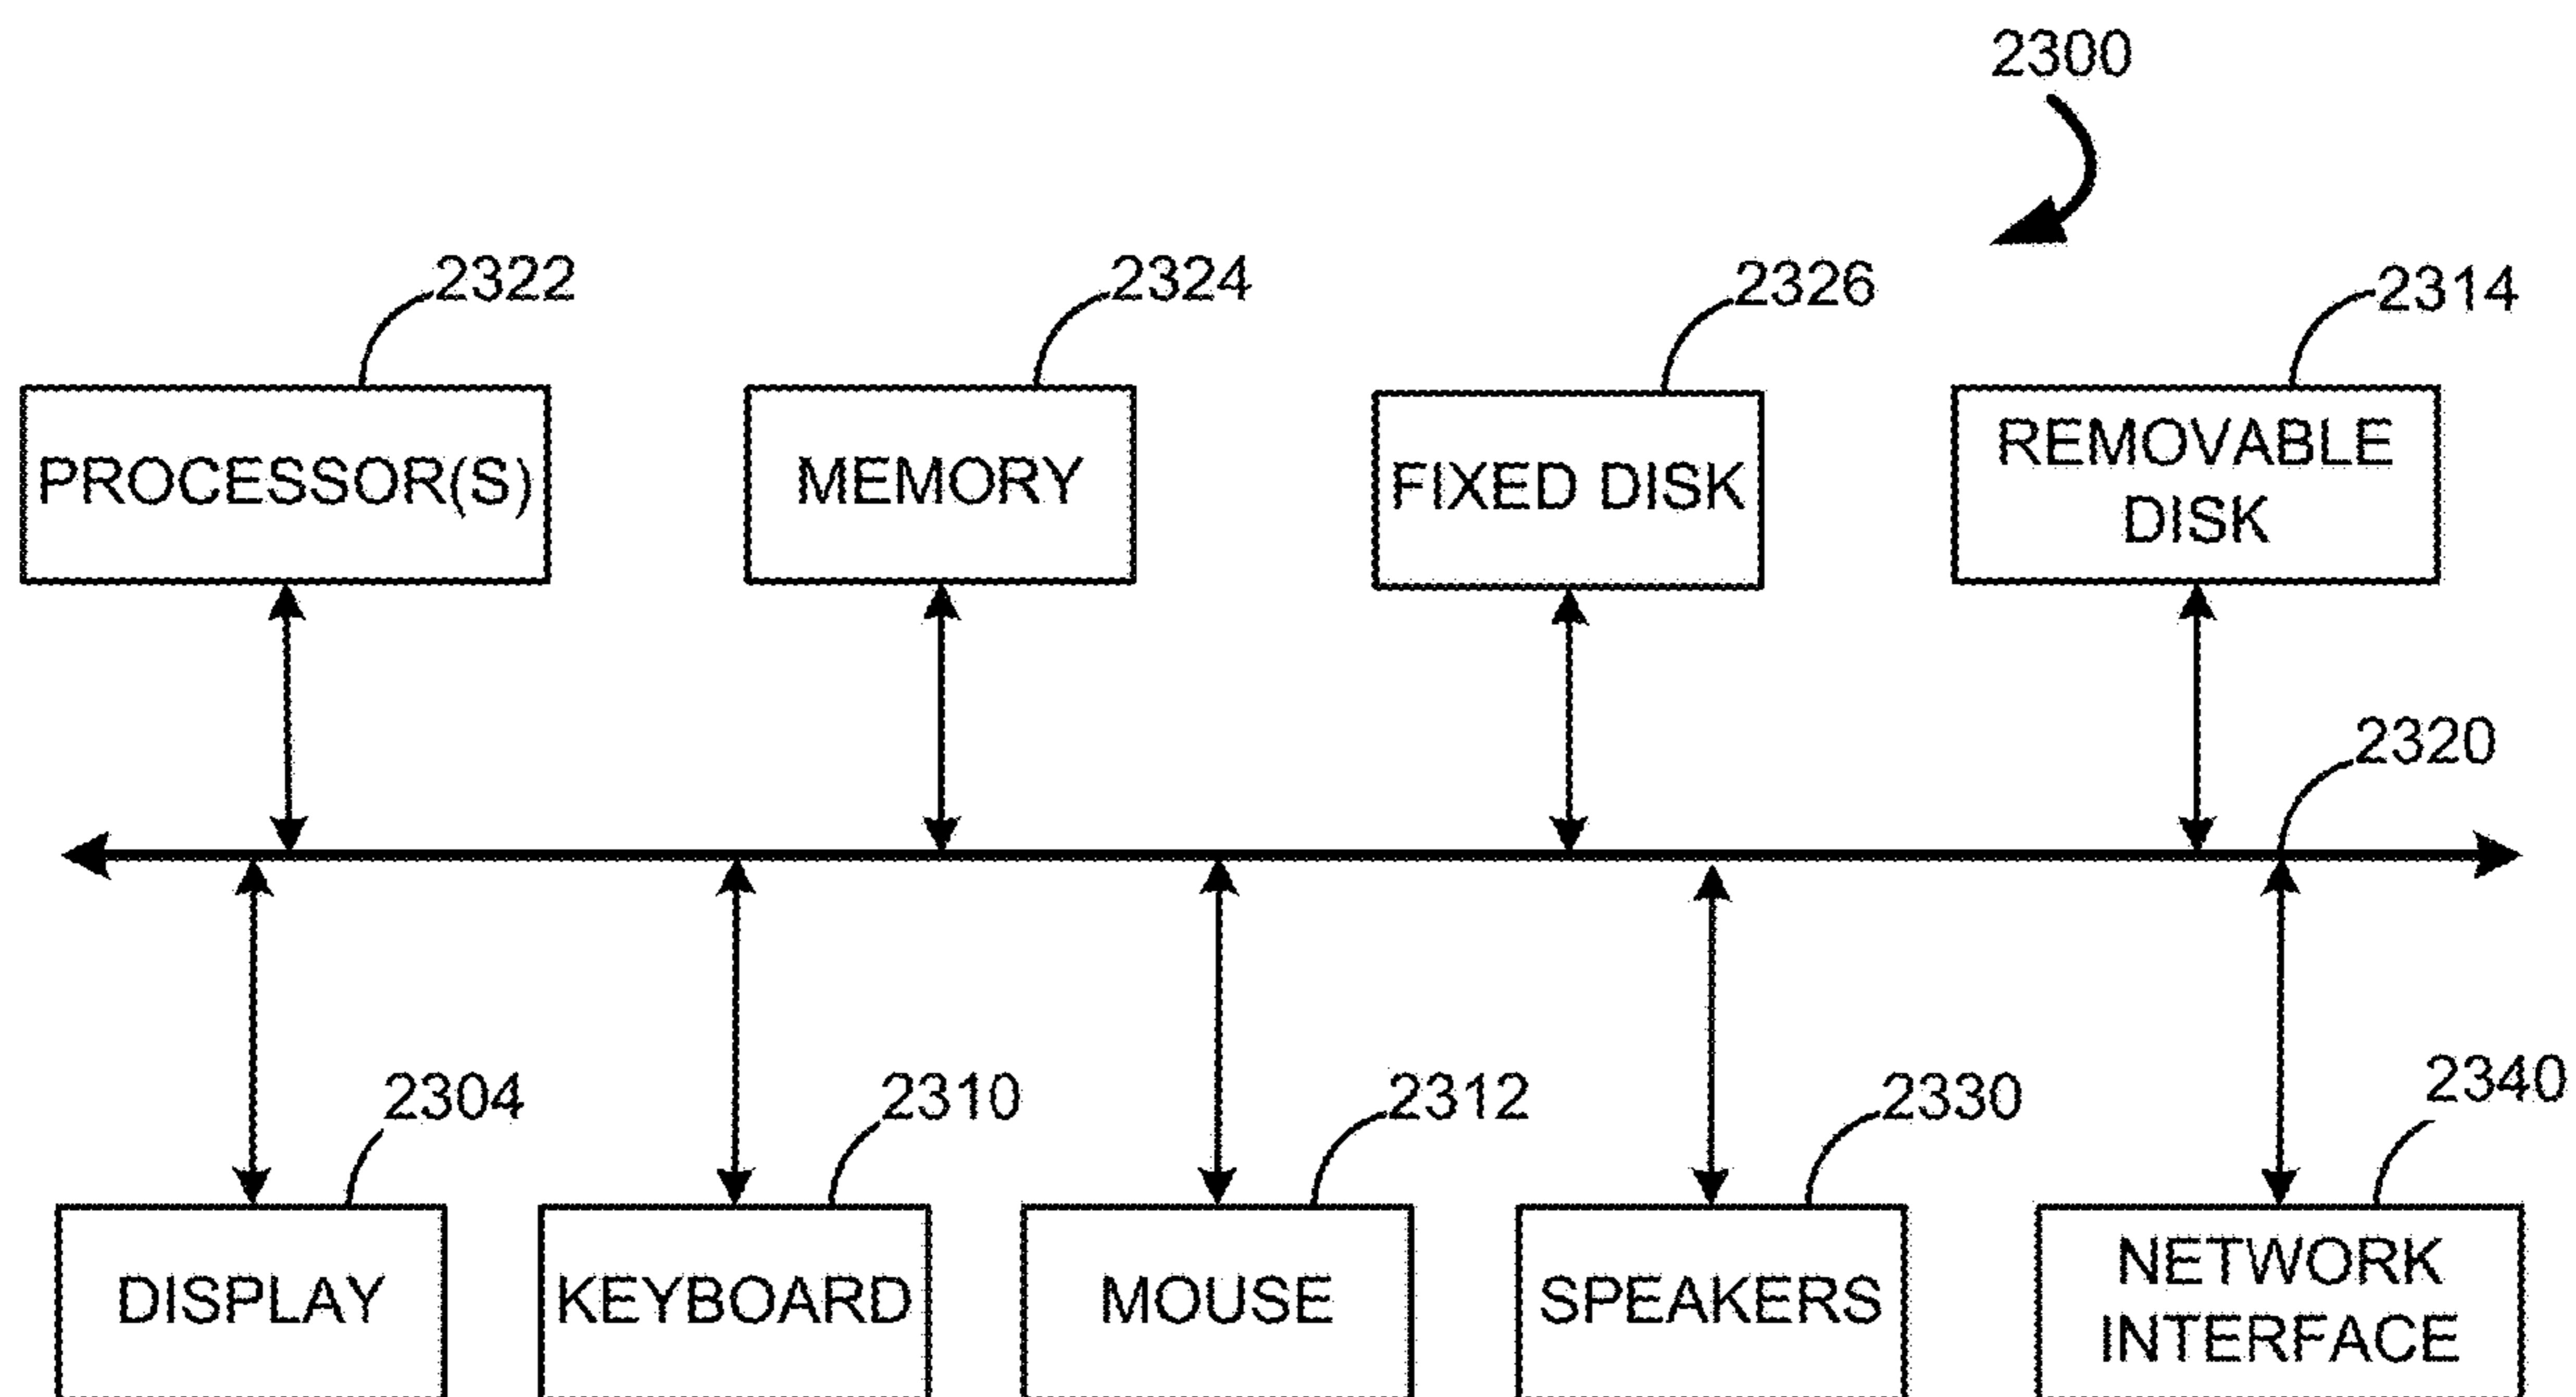 2300
2322
2324
2326
2314
PROCESSOR(S)
MEMORY
FIXED DISK
REMOVABLE
DISK
2320
2304
2310
2312
2330
2340
DISPLAY
KEYBOARD
MOUSE
SPEAKERS
NETWORK
INTERFACE